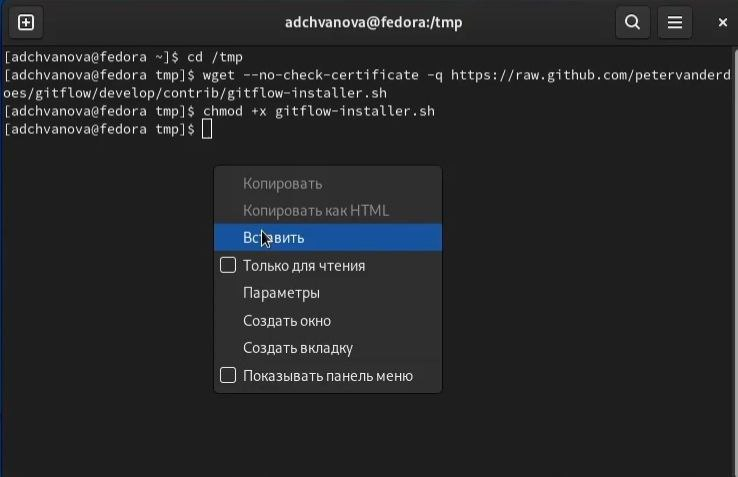 adchvanova@fedora:/tmp
[adchvanova@fedora ~]$ cd /tmp
[adchvanova@fedora tmp]$ wget --no-check-certificate -q https://raw.github.com/petervanderd
oes/gitflow/develop/contrib/gitflow-installer.sh
[adchvanova@fedora tmp]$ chmod +x gitflow-installer.sh
[adchvanova@fedora tmp]$
Копировать
Копировать как HTML
Вставить
Только для чтения
Параметры
Создать окно
Создать вкладку
Показывать панель меню